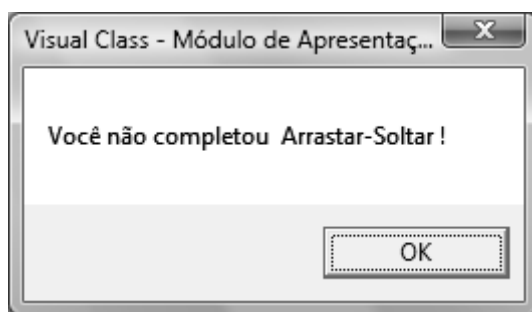 Visual Class - Módulo de Apresentaç...
Você não completou Arrastar-Soltar !
OK